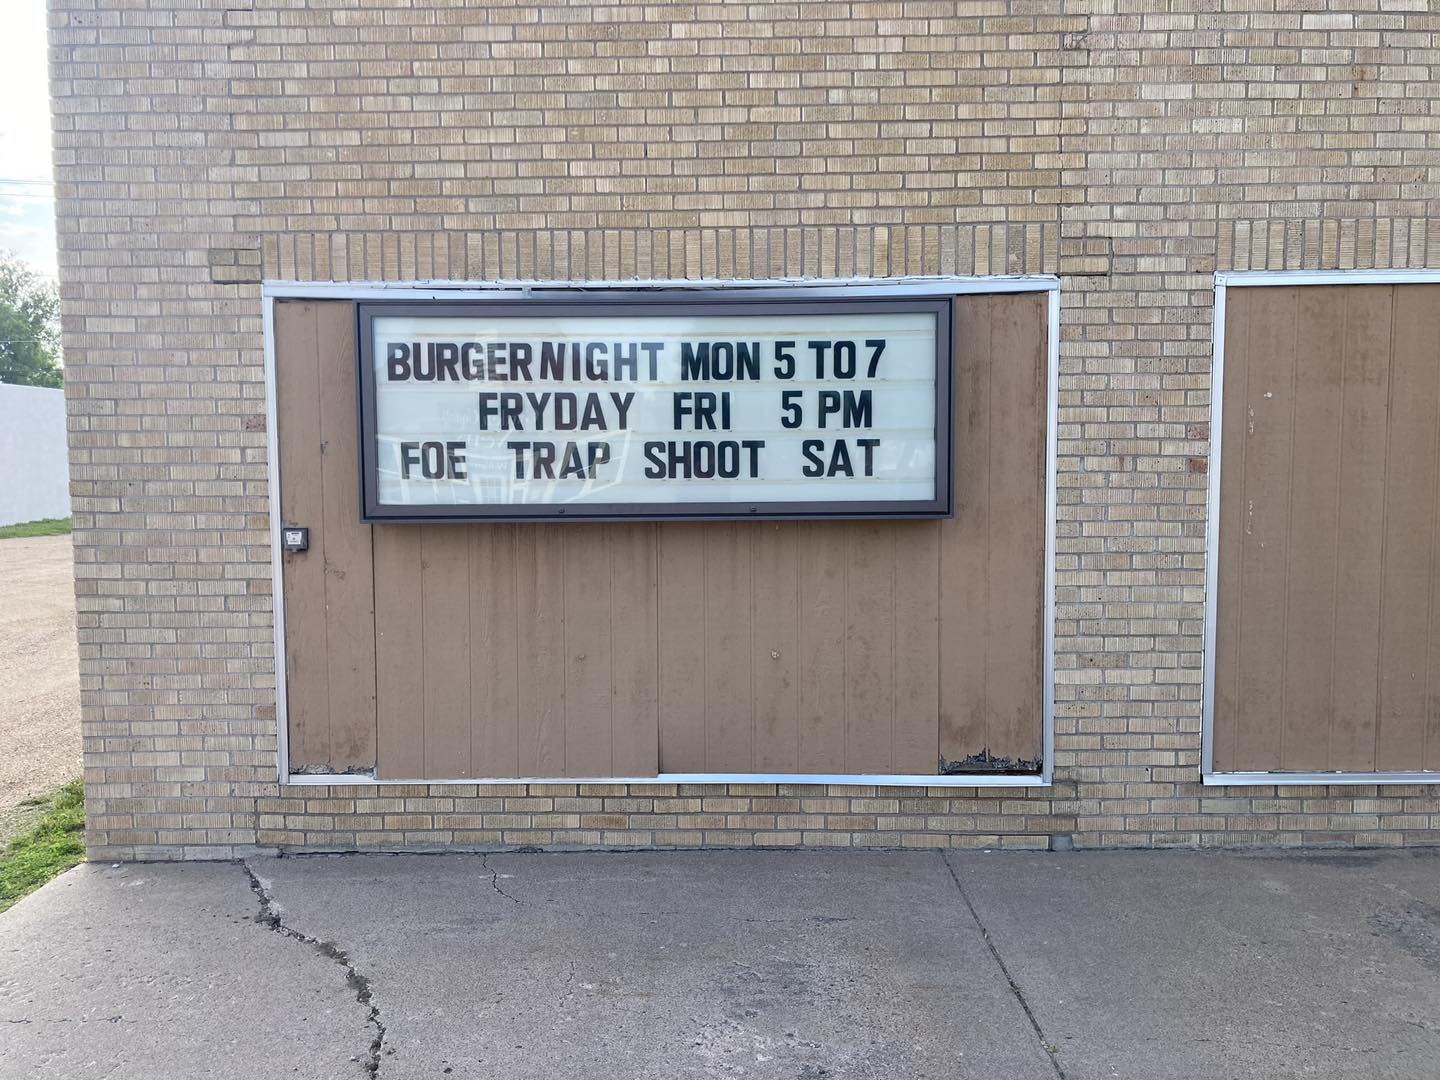 BURGER NIGHT MON 5 TO 7
FRYDAY FRI 5 PM
FOE TRAP SHOOT SAT